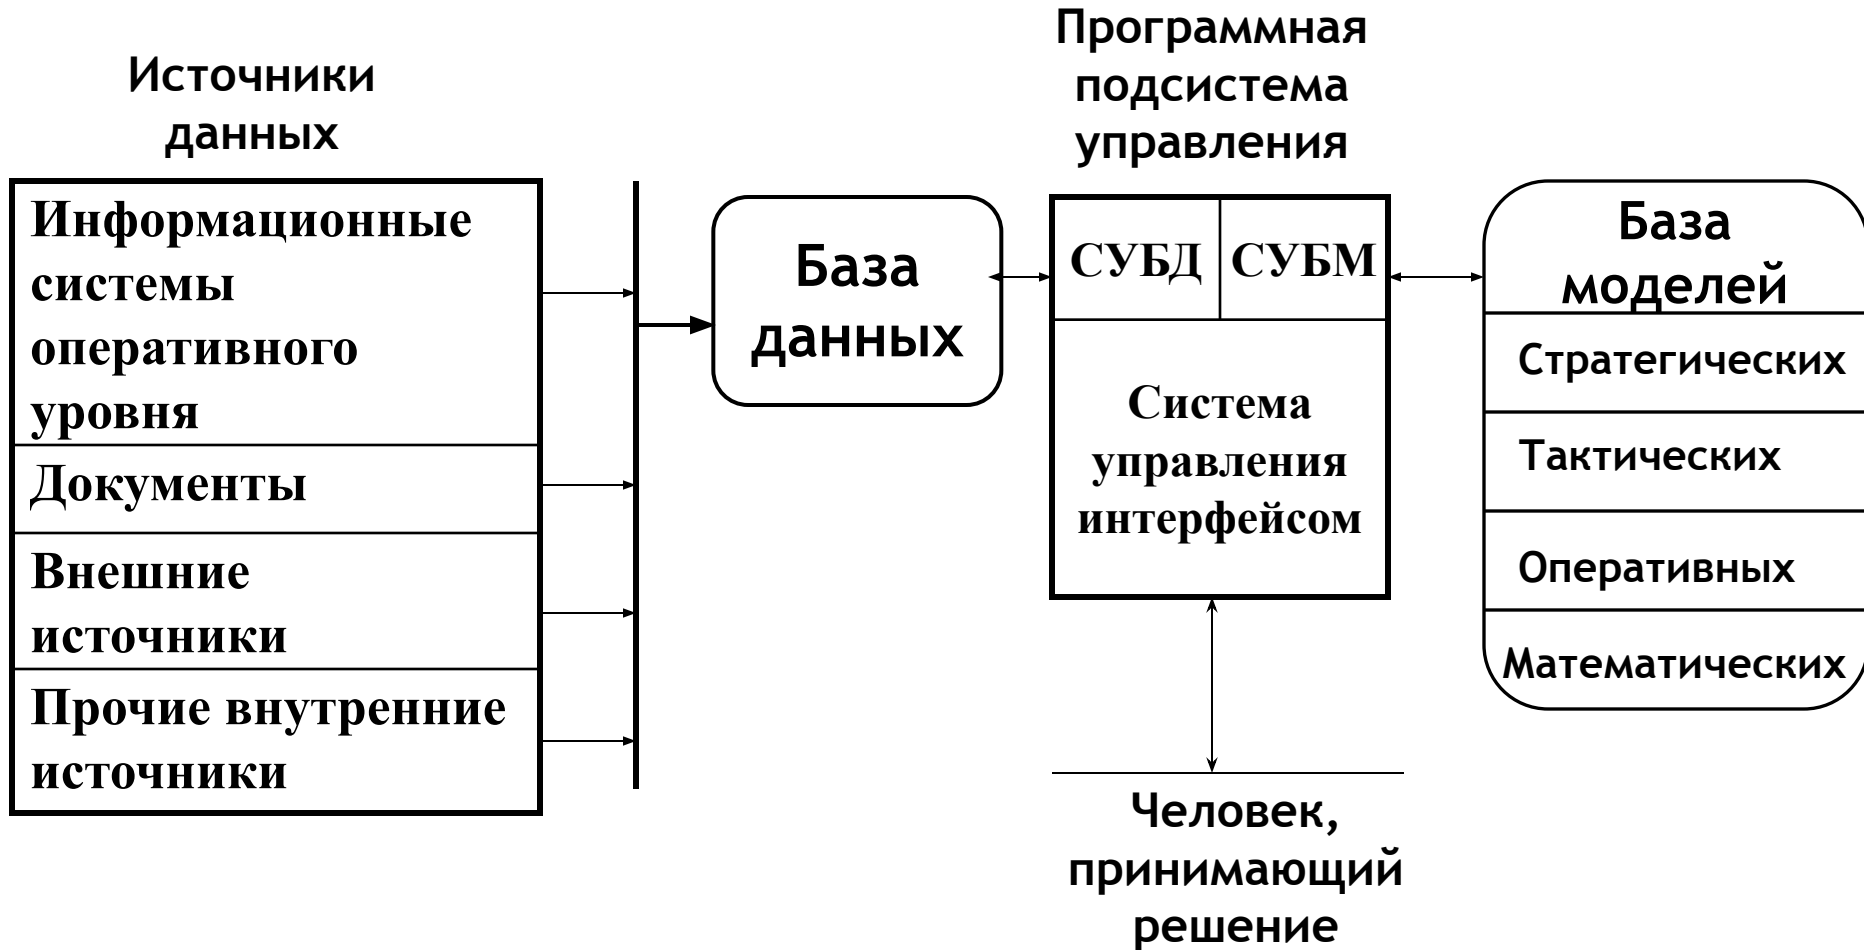 Источники
данных
Информационные
системы
оперативного
уровня
Документы
Внешние
источники
Прочие внутренние
источники
База
данных
Программная
подсистема
управления
СУБД
СУБМ
Система
управления
интерфейсом
Человек,
принимающий
решение
База
моделей
Стратегических
Тактических
Оперативных
Математических